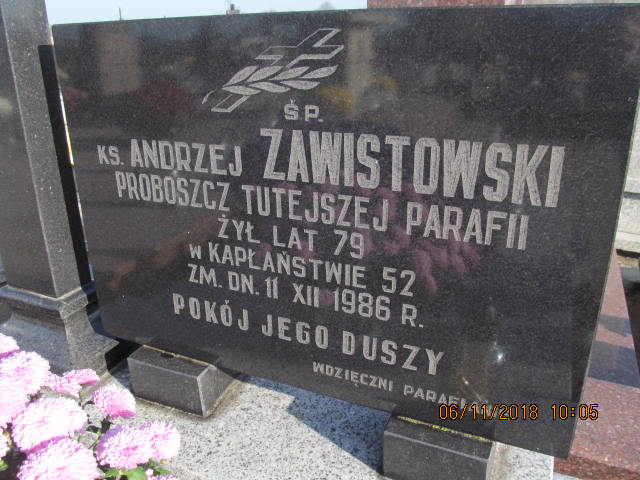 Ś.P.
KS. ANDRZEJ ZAWISTOWSKI
PROBOSZCZ TUTEJSZEJ PARAFII
ŻYŁ LAT 79
W KAPŁAŃSTWIE 52
ZM. DN. 11 XII 1986 R.
POKÓJ JEGO DUSZY
WDZIĘCZNI
06/11/2018 10:05